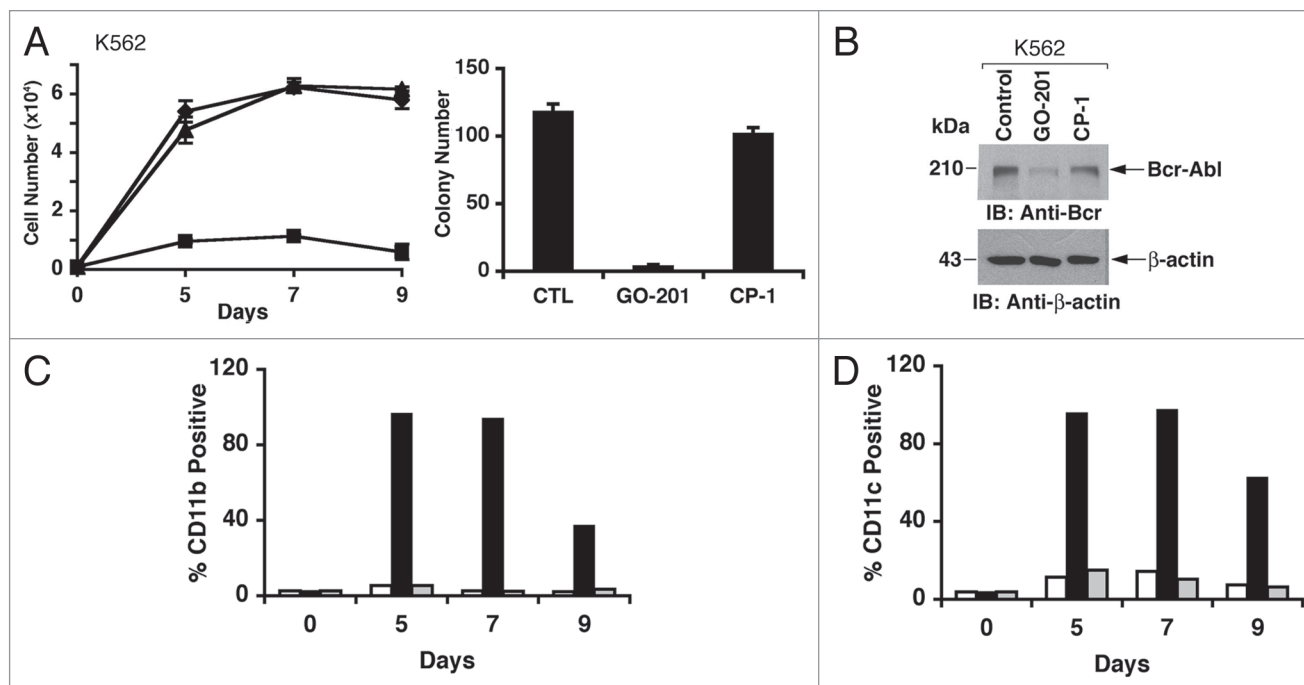 A
K562
Cell Number (x10⁴)
6
4
2
0
0 5 7 9
Days
Colony Number
150
100
50
0
CTL GO-201 CP-1
B
K562
Control
GO-201
CP-1
kDa
210
Bcr-Abl
IB: Anti-Bcr
43
β-actin
IB: Anti-β-actin
C
% CD11b Positive
120
80
40
0
0 5 7 9
Days
D
% CD11c Positive
120
80
40
0
0 5 7 9
Days